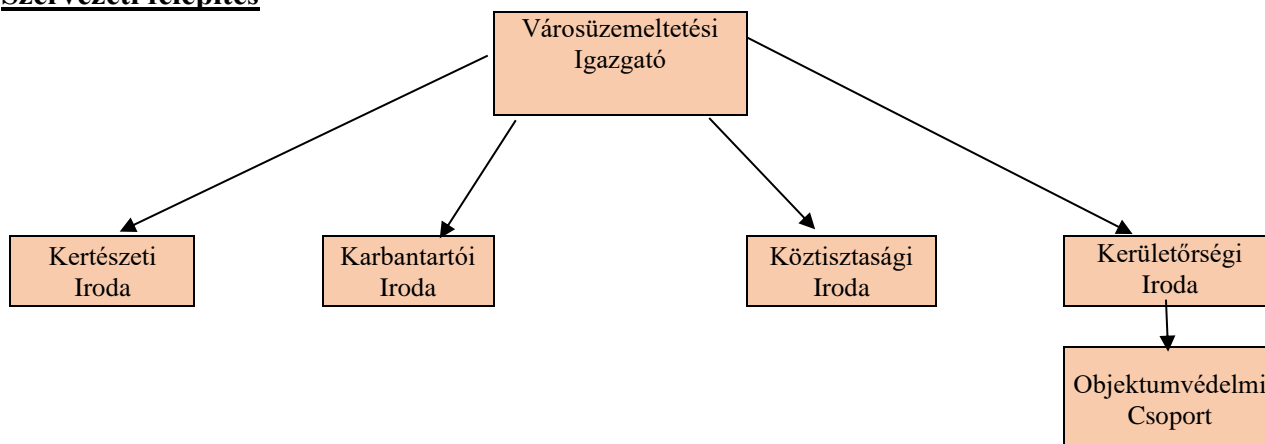 Szervezeti felépítés
Városüzemeltetési
Igazgató
Kertészeti
Iroda
Karbantartói
Iroda
Köztisztasági
Iroda
Kerületőrségi
Iroda
Objektumvédelmi
Csoport